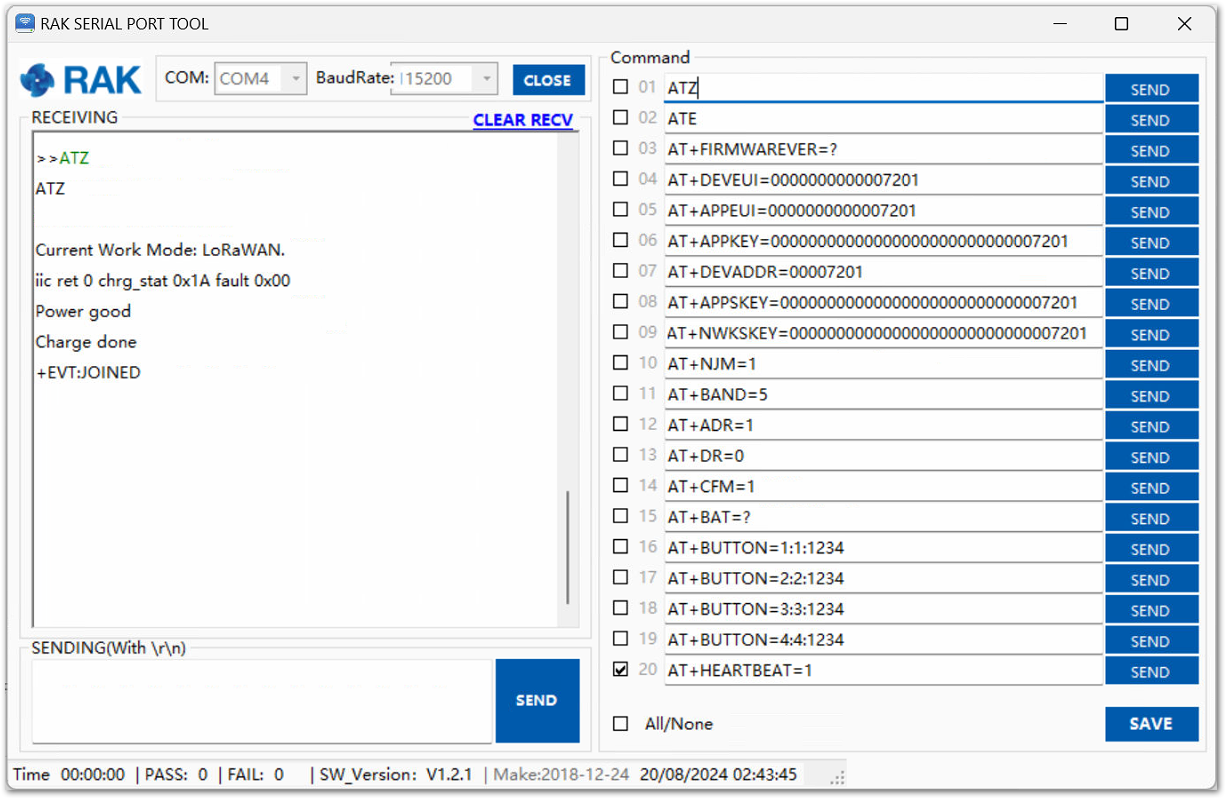 RAK SERIAL PORT TOOL
RAK
COM: COM4 BaudRate: 115200 CLOSE
RECEIVING
CLEAR RECV
>>ATZ
ATZ
Current Work Mode: LoRaWAN.
iic ret 0 chrg_stat 0x1A fault 0x00
Power good
Charge done
+EVT:JOINED
SENDING(With \r\n)
SEND
Command
01 ATZ SEND
02 ATE SEND
03 AT+FIRMWAREVER=? SEND
04 AT+DEVEUI=0000000000007201 SEND
05 AT+APPEUI=0000000000007201 SEND
06 AT+APPKEY=00000000000000000000000000007201 SEND
07 AT+DEVADDR=00007201 SEND
08 AT+APPSKEY=00000000000000000000000000007201 SEND
09 AT+NWKSKEY=00000000000000000000000000007201 SEND
10 AT+NJM=1 SEND
11 AT+BAND=5 SEND
12 AT+ADR=1 SEND
13 AT+DR=0 SEND
14 AT+CFM=1 SEND
15 AT+BAT=? SEND
16 AT+BUTTON=1:1:1234 SEND
17 AT+BUTTON=2:2:1234 SEND
18 AT+BUTTON=3:3:1234 SEND
19 AT+BUTTON=4:4:1234 SEND
20 AT+HEARTBEAT=1 SEND
All/None SAVE
Time 00:00:00 | PASS: 0 | FAIL: 0 | SW_Version: V1.2.1 | Make:2018-12-24 20/08/2024 02:43:45